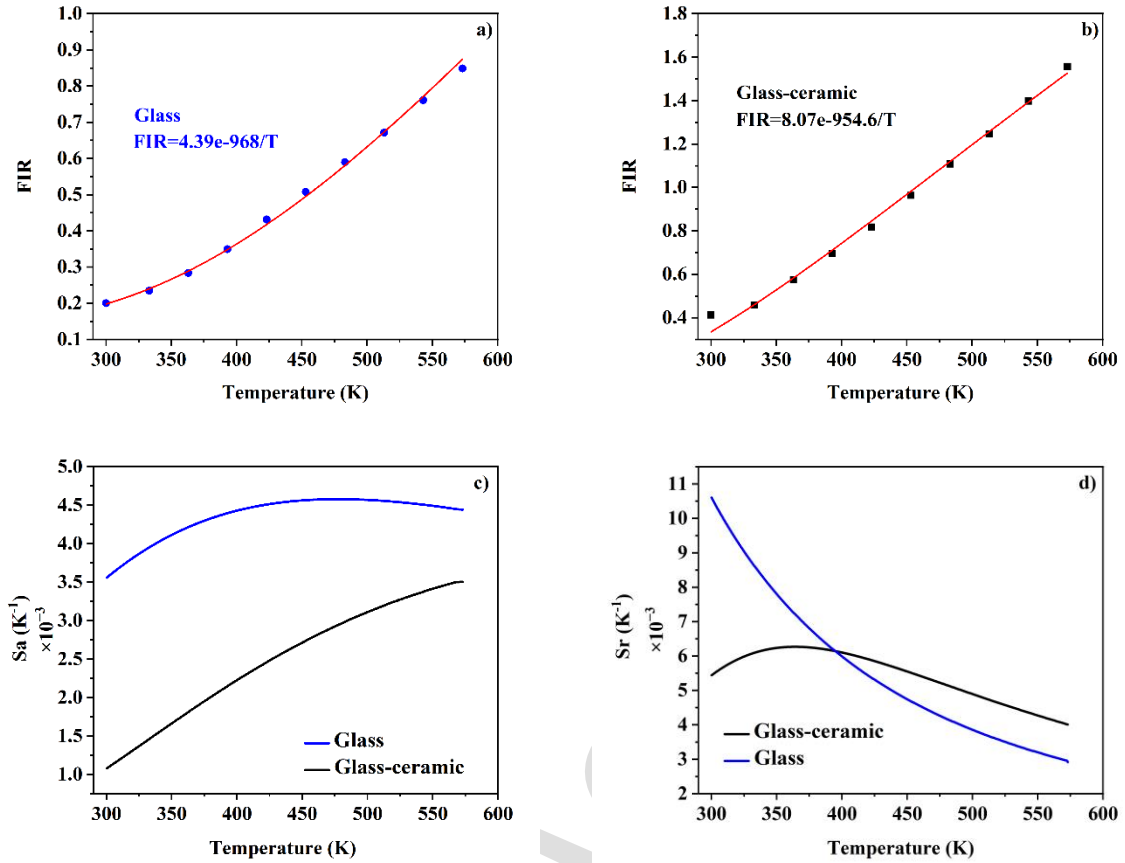 a)
Glass
FIR=4.39e-968/T
FIR
1.0
0.9
0.8
0.7
0.6
0.5
0.4
0.3
0.2
0.1
300 350 400 450 500 550 600
Temperature (K)
b)
Glass-ceramic
FIR=8.07e-954.6/T
FIR
1.8
1.6
1.4
1.2
1.0
0.8
0.6
0.4
300 350 400 450 500 550 600
Temperature (K)
c)
Sa (K⁻¹)
×10⁻³
5.0
4.5
4.0
3.5
3.0
2.5
2.0
1.5
1.0
Glass
Glass-ceramic
300 350 400 450 500 550 600
Temperature (K)
d)
Sr (K⁻¹)
×10⁻³
11
10
9
8
7
6
5
4
3
2
Glass-ceramic
Glass
300 350 400 450 500 550 600
Temperature (K)